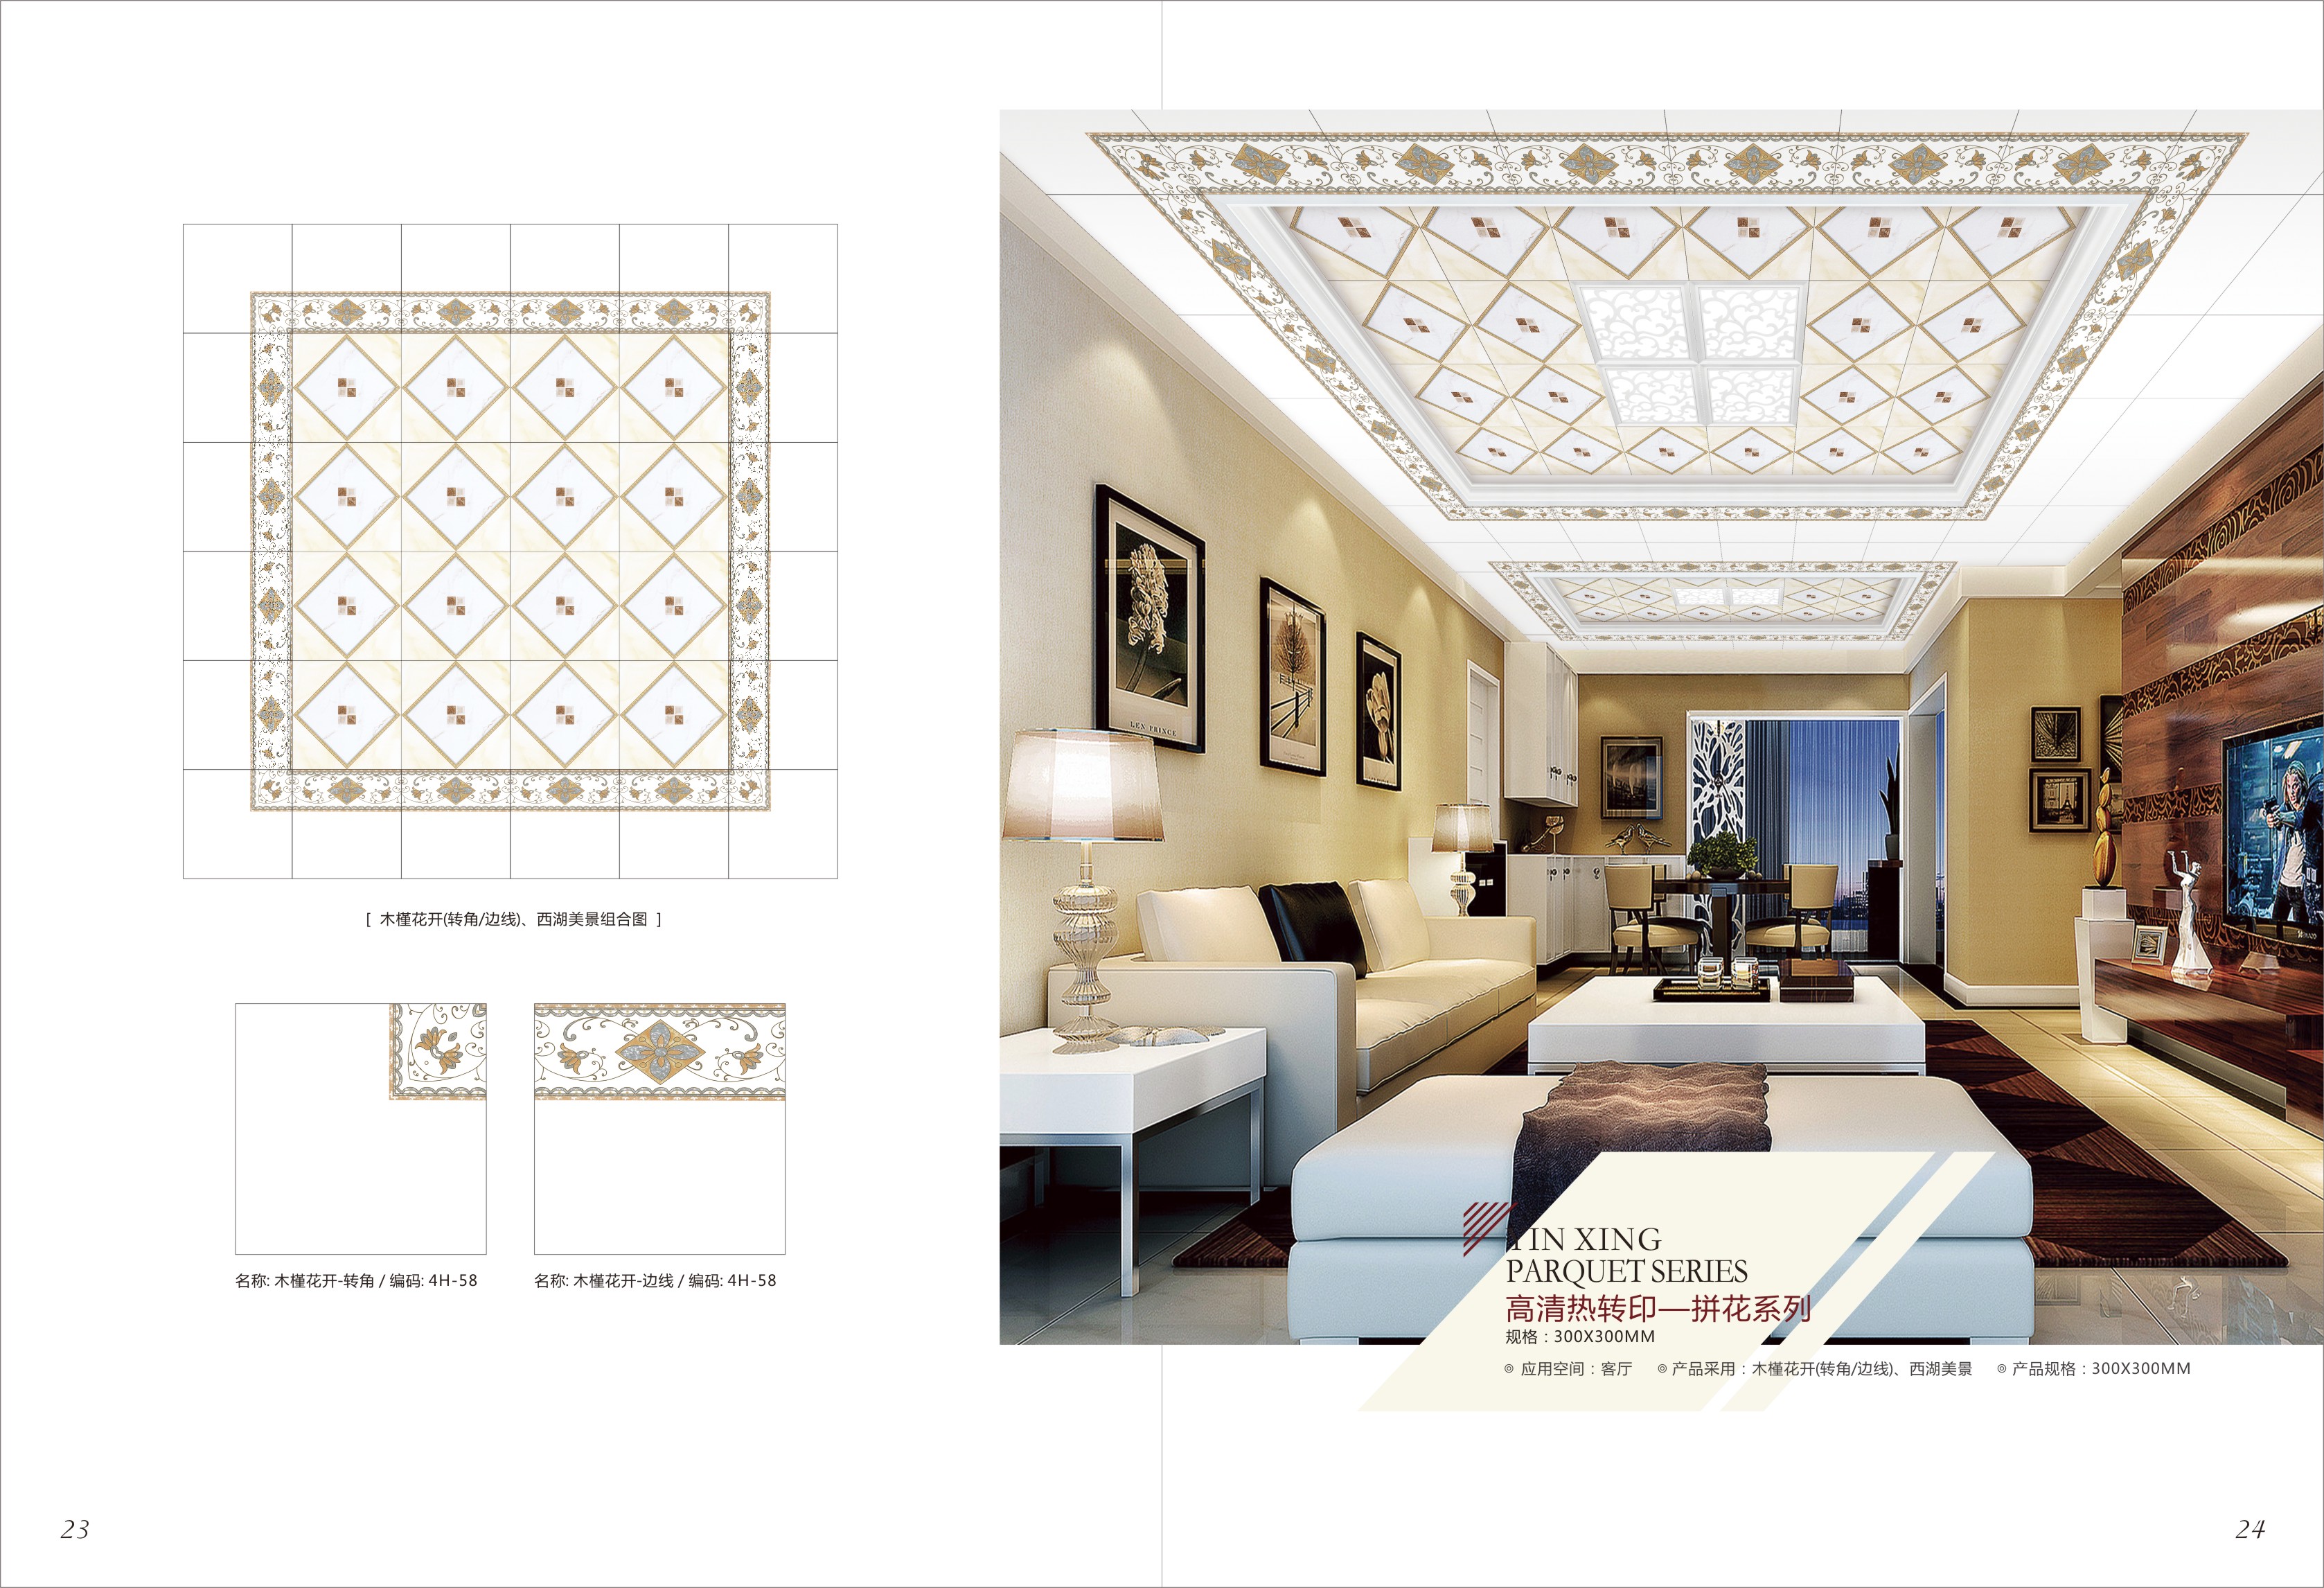 [ 木槿花开(转角/边线)、西湖美景组合图 ]
名称: 木槿花开-转角 / 编码: 4H-58
名称: 木槿花开-边线 / 编码: 4H-58
23
LEN PRINCE
YIN XING
PARQUET SERIES
高清热转印—拼花系列
规格：300X300MM
◎ 应用空间：客厅 ◎ 产品采用：木槿花开(转角/边线)、西湖美景 ◎ 产品规格：300X300MM
24